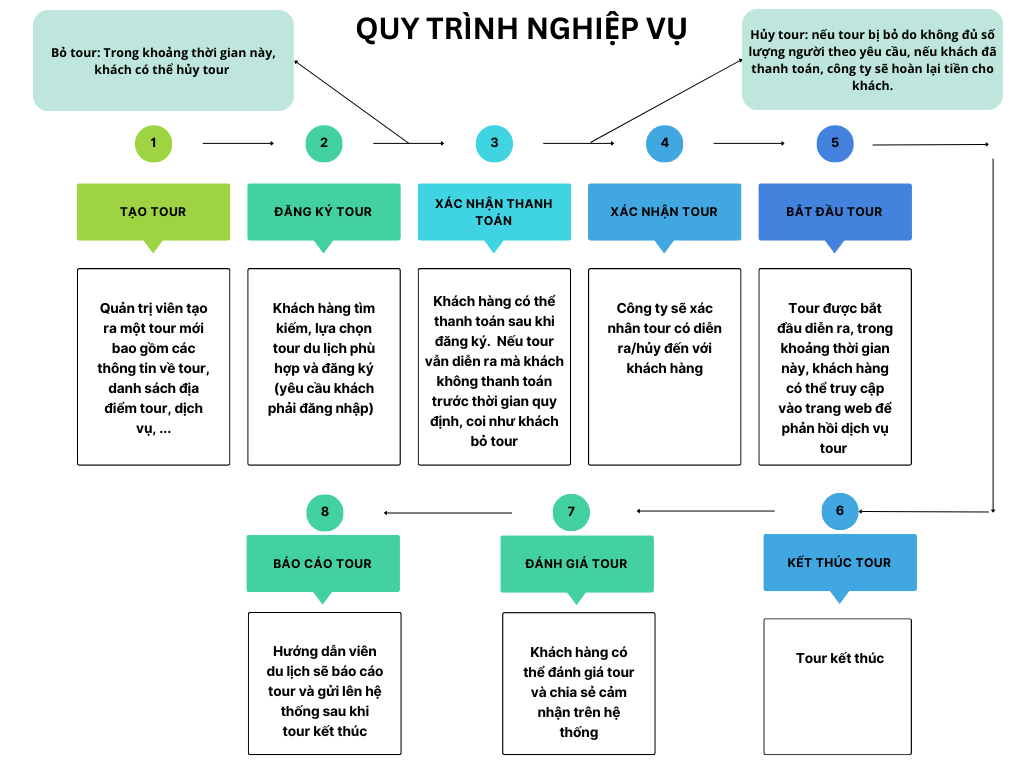 QUY TRÌNH NGHIỆP VỤ
Bỏ tour: Trong khoảng thời gian này,
khách có thể hủy tour
Hủy tour: nếu tour bị bỏ do không đủ số
lượng người theo yêu cầu, nếu khách đã
thanh toán, công ty sẽ hoàn lại tiền cho
khách.
1
TẠO TOUR
Quản trị viên tạo
ra một tour mới
bao gồm các
thông tin về tour,
danh sách địa
điểm tour, dịch
vụ, ...
2
ĐĂNG KÝ TOUR
Khách hàng tìm
kiếm, lựa chọn
tour du lịch phù
hợp và đăng ký
(yêu cầu khách
phải đăng nhập)
3
XÁC NHẬN THANH
TOÁN
Khách hàng có thể
thanh toán sau khi
đăng ký. Nếu tour
vẫn diễn ra mà khách
không thanh toán
trước thời gian quy
định, coi như khách
bỏ tour
4
XÁC NHẬN TOUR
Công ty sẽ xác
nhân tour có diễn
ra/hủy đến với
khách hàng
5
BẮT ĐẦU TOUR
Tour được bắt
đầu diễn ra, trong
khoảng thời gian
này, khách hàng
có thể truy cập
vào trang web để
phản hồi dịch vụ
tour
6
KẾT THÚC TOUR
Tour kết thúc
7
ĐÁNH GIÁ TOUR
Khách hàng có
thể đánh giá tour
và chia sẻ cảm
nhận trên hệ
thống
8
BÁO CÁO TOUR
Hướng dẫn viên
du lịch sẽ báo cáo
tour và gửi lên hệ
thống sau khi
tour kết thúc